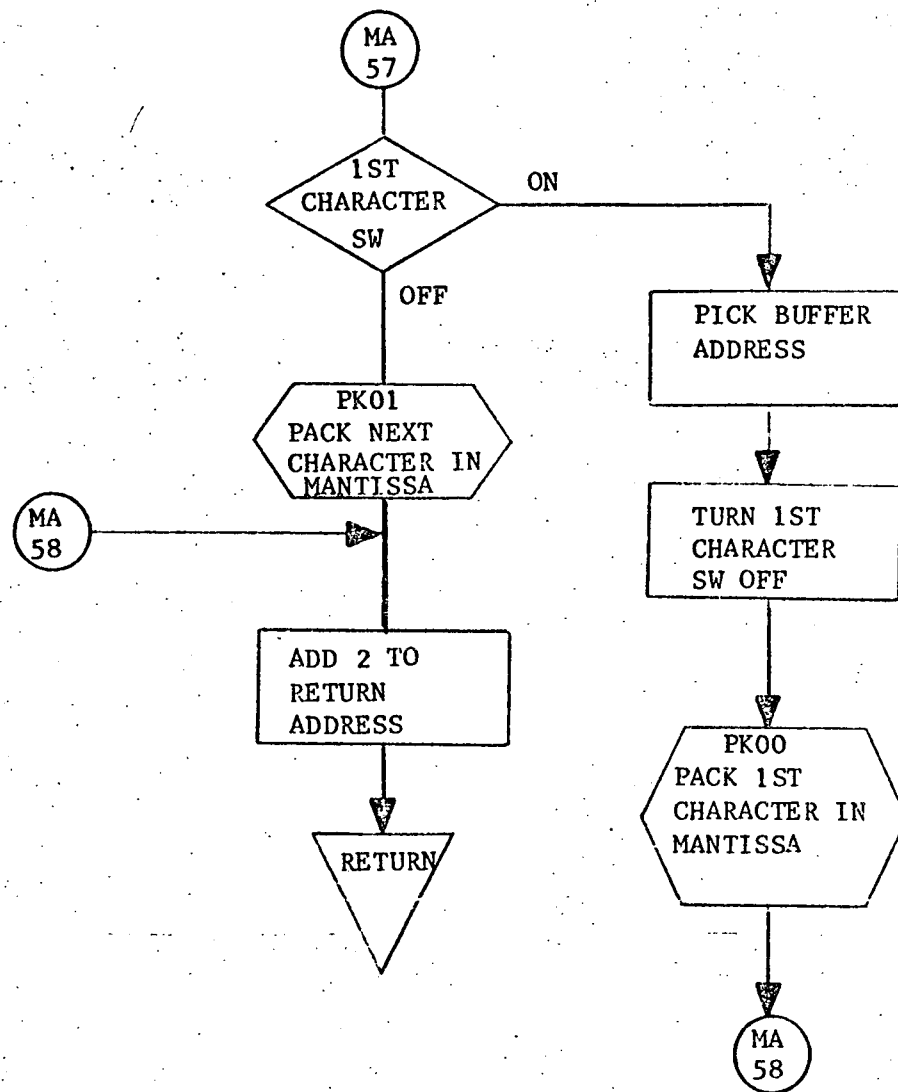 MA
57
1ST
CHARACTER
SW
ON
OFF
PICK BUFFER
ADDRESS
PK01
PACK NEXT
CHARACTER IN
MANTISSA
MA
58
TURN 1ST
CHARACTER
SW OFF
ADD 2 TO
RETURN
ADDRESS
PK00
PACK 1ST
CHARACTER IN
MANTISSA
RETURN
MA
58